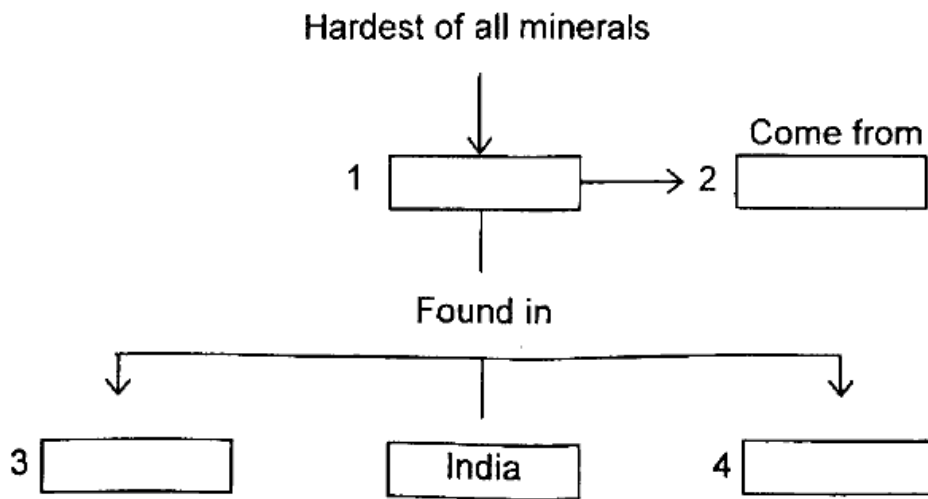 Hardest of all minerals
Come from
1
2
Found in
3
India
4